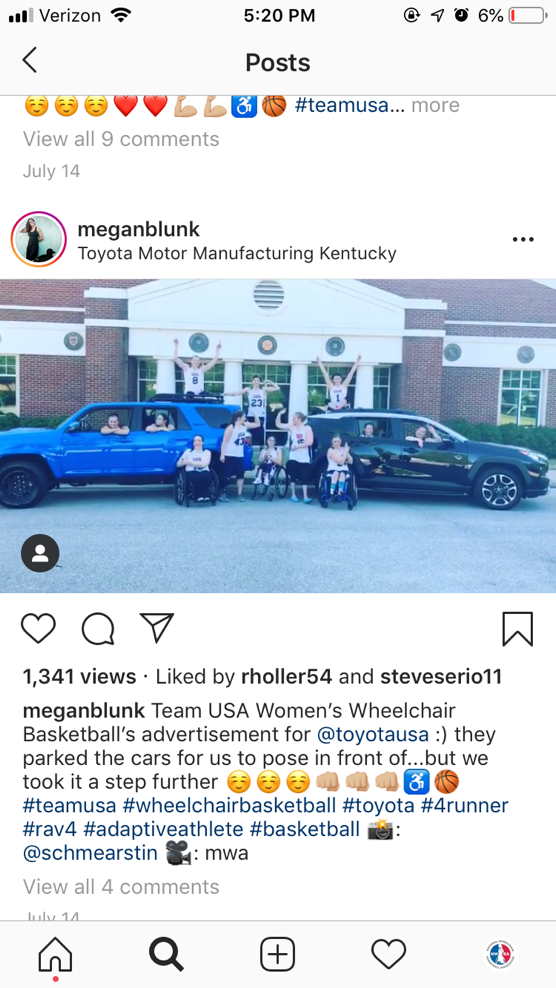 Verizon 5:20 PM 6%
Posts
☺️☺️☺️❤️❤️💪🏼💪🏼♿🏀 #teamusa... more
View all 9 comments
July 14
meganblunk
Toyota Motor Manufacturing Kentucky
8
23
1
1,341 views · Liked by rholler54 and steveserio11
meganblunk Team USA Women’s Wheelchair
Basketball’s advertisement for @toyotausa :) they
parked the cars for us to pose in front of...but we
took it a step further ☺️☺️☺️👊🏼👊🏼👊🏼♿🏀
#teamusa #wheelchairbasketball #toyota #4runner
#rav4 #adaptiveathlete #basketball 📸:
@schmearstin 🎥: mwa
View all 4 comments
July 14